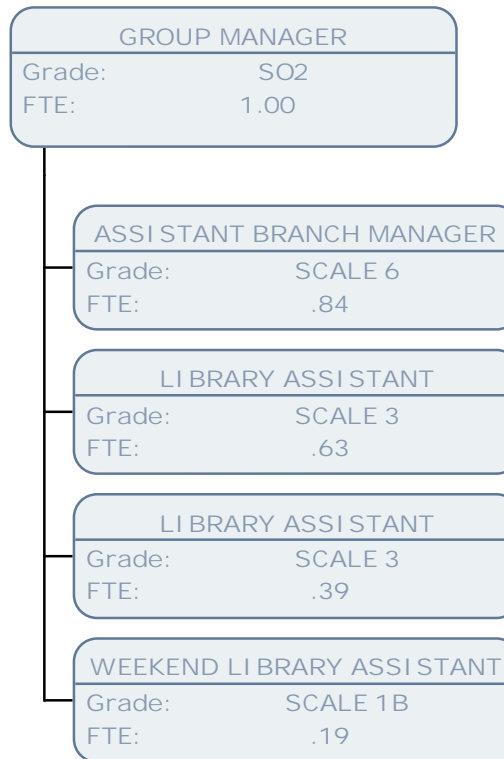 GROUP MANAGER
Grade: SO2
FTE: 1.00
ASSISTANT BRANCH MANAGER
Grade: SCALE 6
FTE: .84
LIBRARY ASSISTANT
Grade: SCALE 3
FTE: .63
LIBRARY ASSISTANT
Grade: SCALE 3
FTE: .39
WEEKEND LIBRARY ASSISTANT
Grade: SCALE 1B
FTE: .19